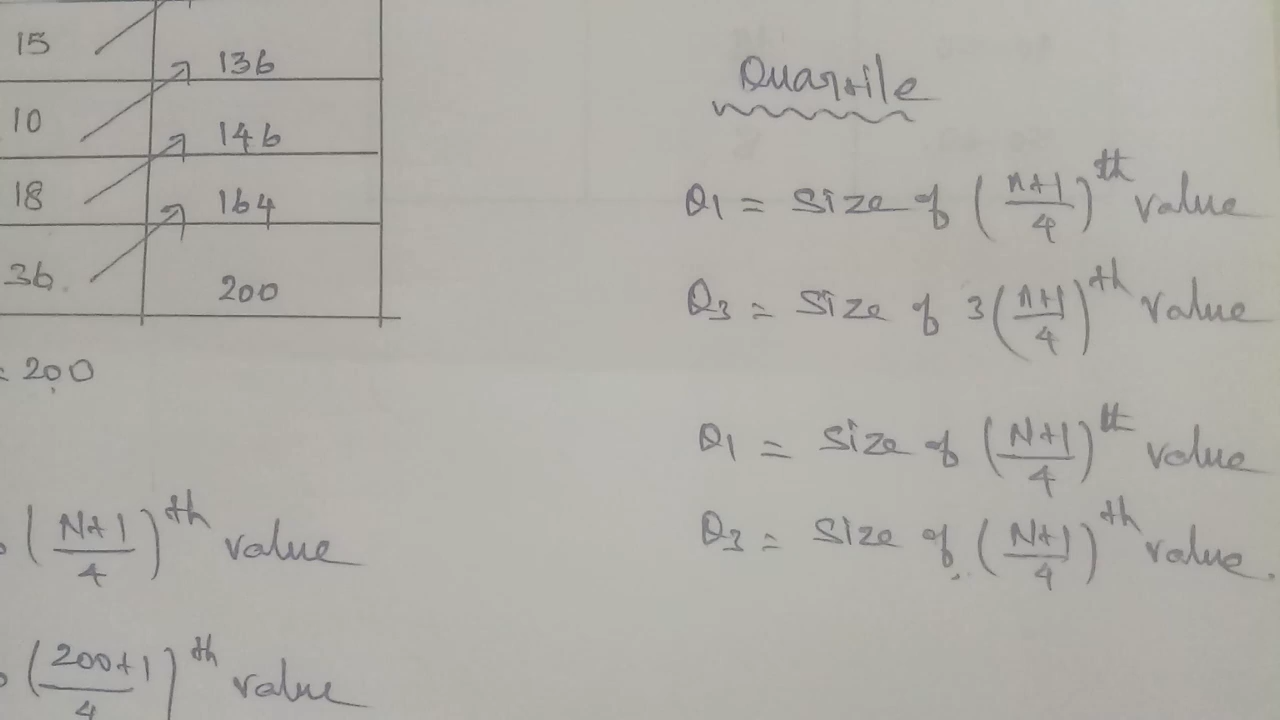 15
136
10
146
18
164
36
200
= 200
( N+1 / 4 )th value
( 200+1 / 4 )th value
Quartile
Q1 = Size of ( n+1 / 4 )th value
Q3 = Size of 3 ( n+1 / 4 )th value
Q1 = Size of ( N+1 / 4 )th value
Q3 = Size of ( N+1 / 4 )th value.